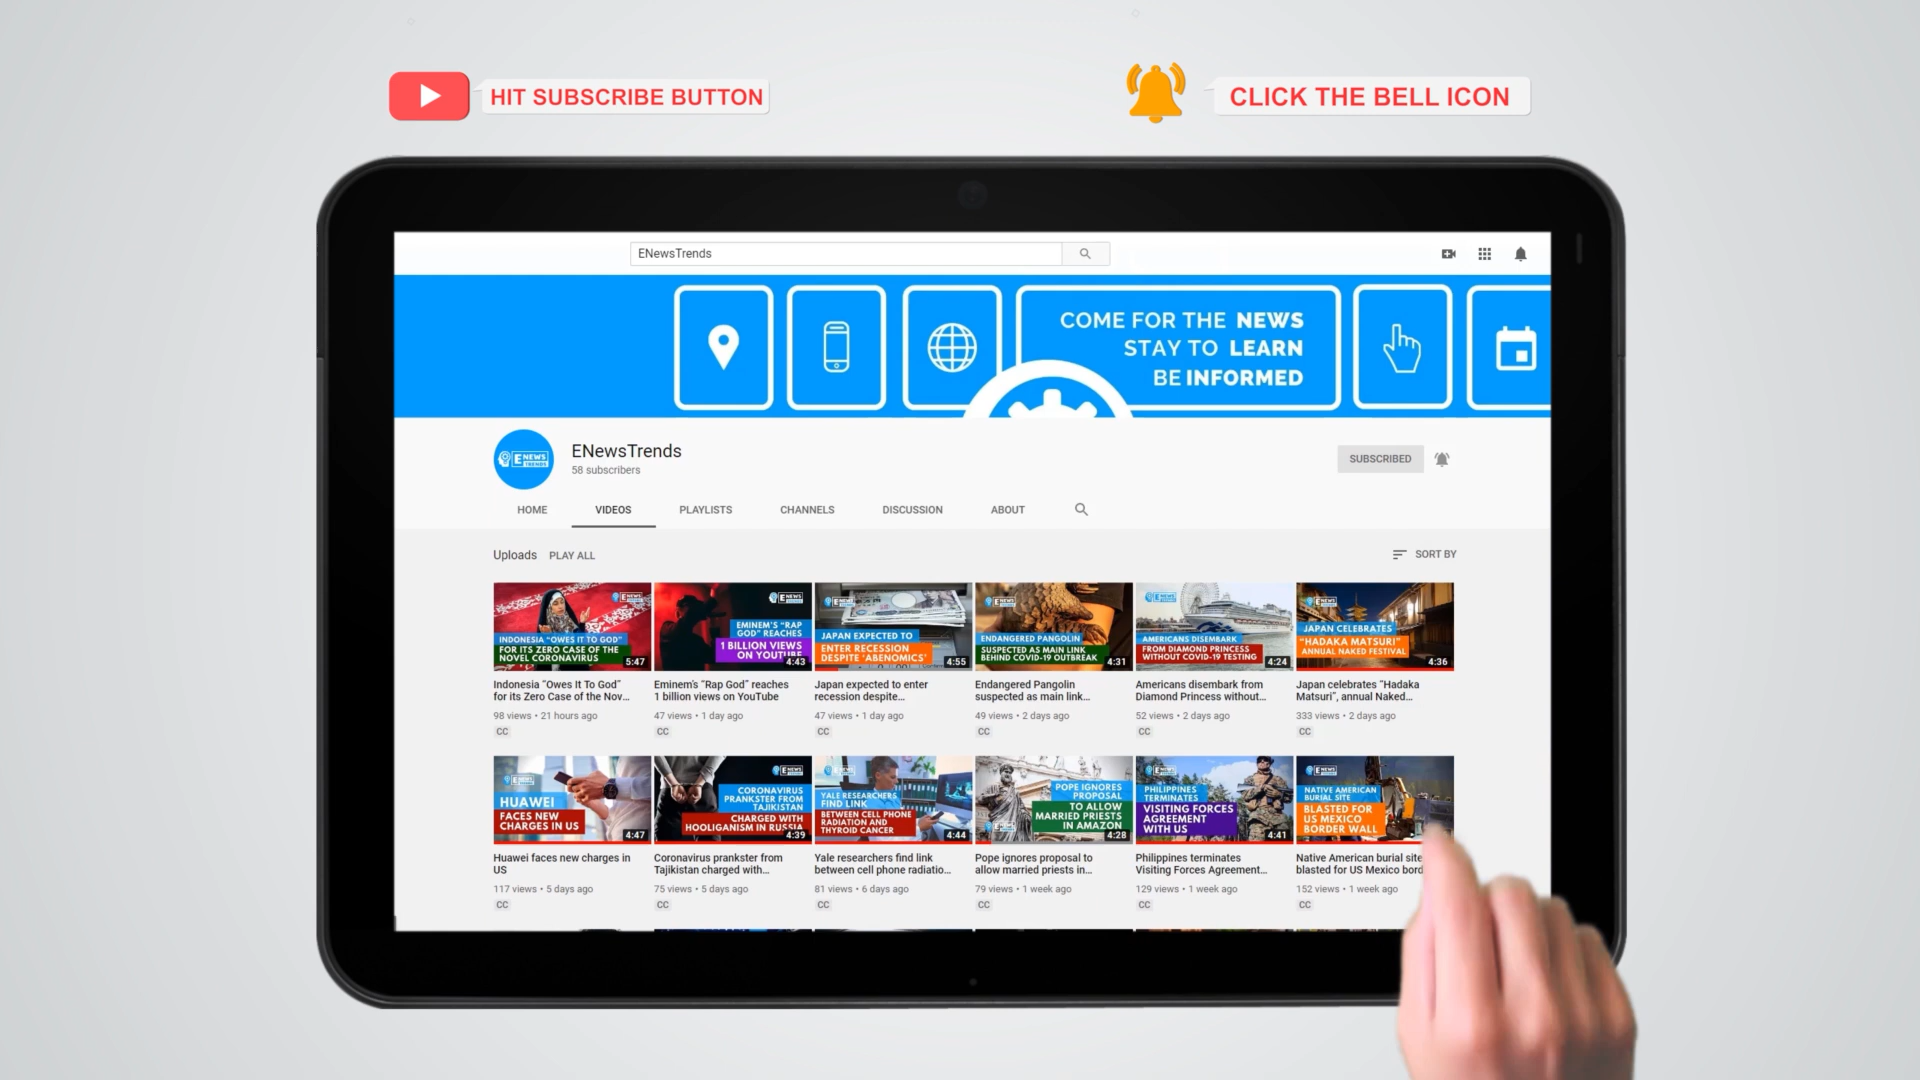 HIT SUBSCRIBE BUTTON
CLICK THE BELL ICON
ENewsTrends
COME FOR THE NEWS
STAY TO LEARN
BE INFORMED
E NEWS
TRENDS
ENewsTrends
58 subscribers
SUBSCRIBED
HOME VIDEOS PLAYLISTS CHANNELS DISCUSSION ABOUT
Uploads PLAY ALL
SORT BY
INDONESIA "OWES IT TO GOD"
FOR ITS ZERO CASE OF THE
NOVEL CORONAVIRUS
5:47
Indonesia "Owes It To God"
for its Zero Case of the Nov...
98 views • 21 hours ago
CC
EMINEM'S "RAP
GOD" REACHES
1 BILLION VIEWS
ON YOUTUBE
4:43
Eminem's "Rap God" reaches
1 billion views on YouTube
47 views • 1 day ago
CC
JAPAN EXPECTED TO
ENTER RECESSION
DESPITE 'ABENOMICS'
4:55
Japan expected to enter
recession despite...
47 views • 1 day ago
CC
ENDANGERED PANGOLIN
SUSPECTED AS MAIN LINK
BEHIND COVID-19 OUTBREAK
4:31
Endangered Pangolin
suspected as main link...
49 views • 2 days ago
CC
AMERICANS DISEMBARK
FROM DIAMOND PRINCESS
WITHOUT COVID-19 TESTING
4:24
Americans disembark from
Diamond Princess without...
52 views • 2 days ago
CC
JAPAN CELEBRATES
"HADAKA MATSURI"
ANNUAL NAKED FESTIVAL
4:36
Japan celebrates "Hadaka
Matsuri", annual Naked...
333 views • 2 days ago
CC
HUAWEI
FACES NEW
CHARGES IN US
4:47
Huawei faces new charges in
US
117 views • 5 days ago
CC
CORONAVIRUS
PRANKSTER FROM
TAJIKISTAN
CHARGED WITH
HOOLIGANISM IN RUSSIA
4:39
Coronavirus prankster from
Tajikistan charged with...
75 views • 5 days ago
CC
YALE RESEARCHERS
FIND LINK
BETWEEN CELL PHONE
RADIATION AND
THYROID CANCER
4:44
Yale researchers find link
between cell phone radiatio...
81 views • 6 days ago
CC
POPE IGNORES
PROPOSAL
TO ALLOW
MARRIED PRIESTS
IN AMAZON
4:28
Pope ignores proposal to
allow married priests in...
79 views • 1 week ago
CC
PHILIPPINES
TERMINATES
VISITING FORCES
AGREEMENT
WITH US
4:41
Philippines terminates
Visiting Forces Agreement...
129 views • 1 week ago
CC
NATIVE AMERICAN
BURIAL SITE
BLASTED FOR
US MEXICO
BORDER WALL
Native American burial site
blasted for US Mexico bord
152 views • 1 week ago
CC